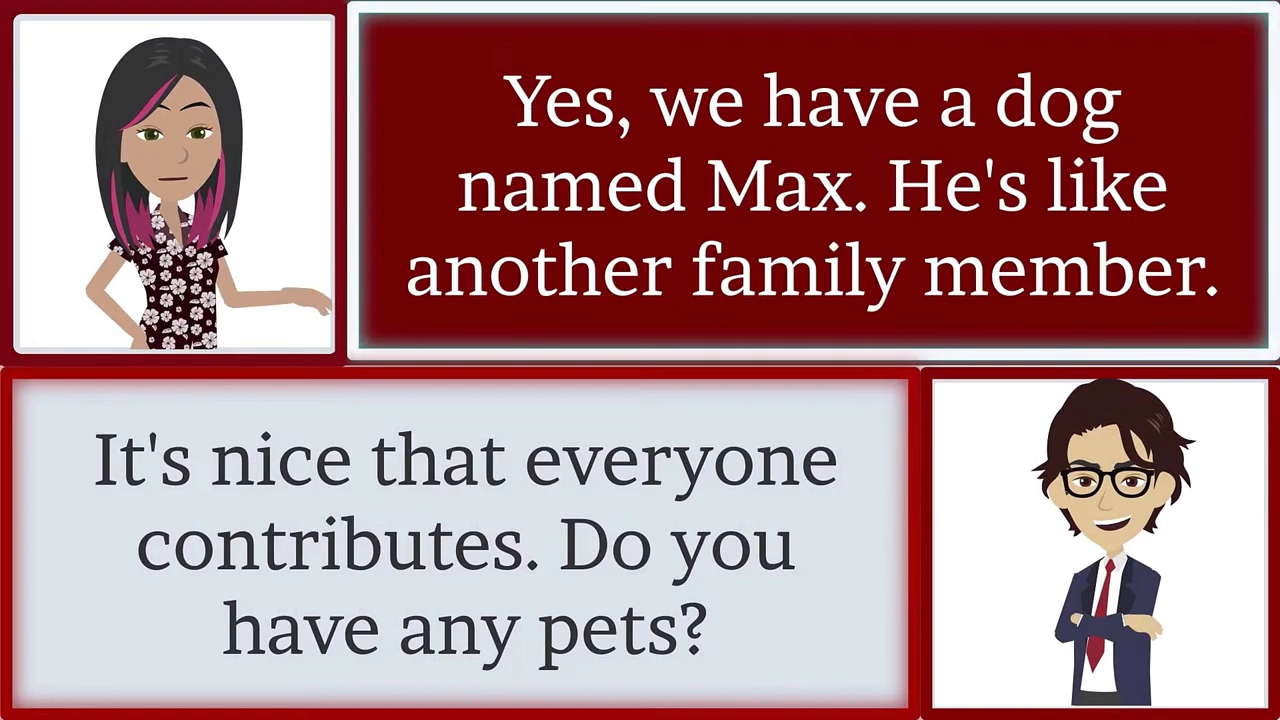 Yes, we have a dog
named Max. He's like
another family member.
It's nice that everyone
contributes. Do you
have any pets?